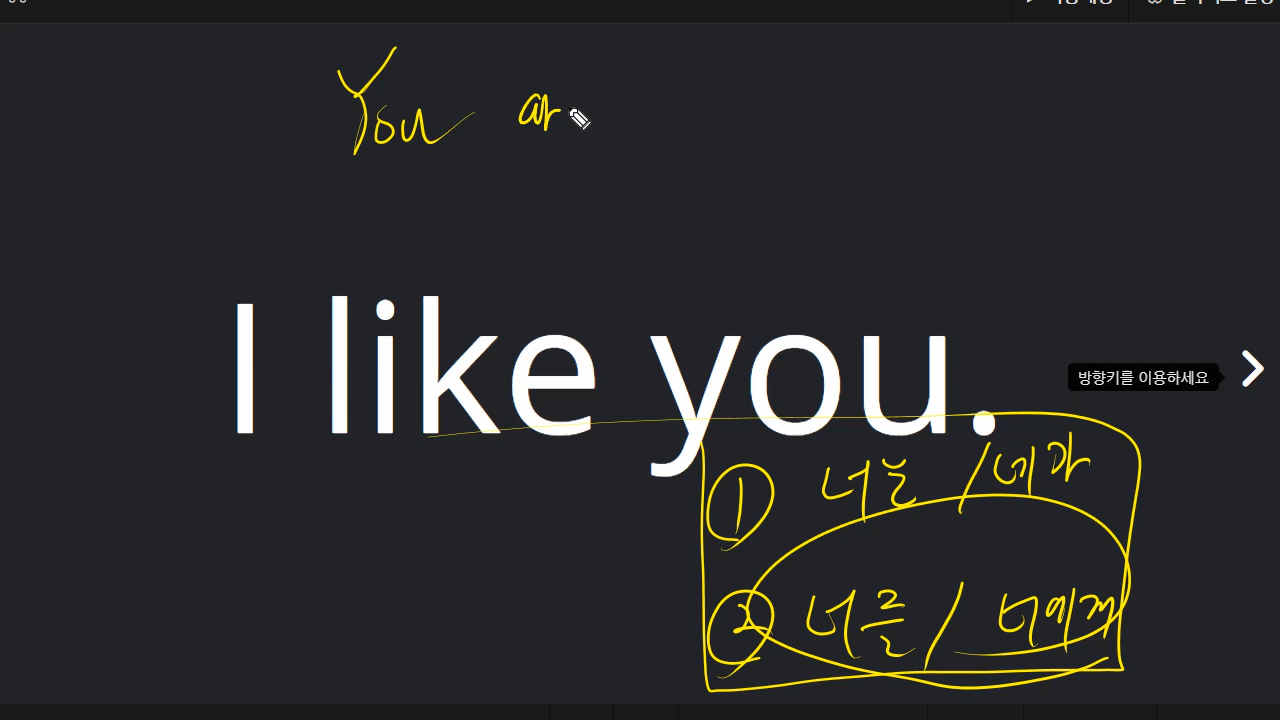 You ar
I like you.
방향키를 이용하세요
① 너는 / 네가
② 너를 / 너에게